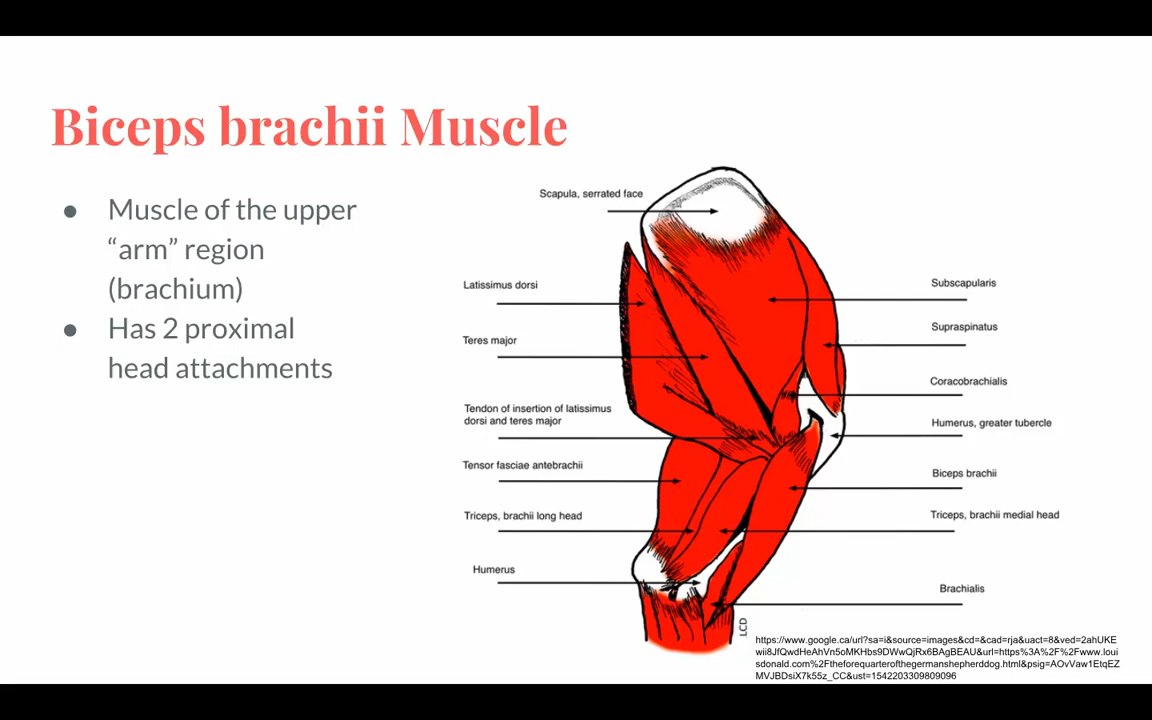 Biceps brachii Muscle
● Muscle of the upper
“arm” region
(brachium)
● Has 2 proximal
head attachments
Scapula, serrated face
Latissimus dorsi
Teres major
Tendon of insertion of latissimus
dorsi and teres major
Tensor fasciae antebrachii
Triceps, brachii long head
Humerus
Subscapularis
Supraspinatus
Coracobrachialis
Humerus, greater tubercle
Biceps brachii
Triceps, brachii medial head
Brachialis
LCD
https://www.google.ca/url?sa=i&source=images&cd=&cad=rja&uact=8&ved=2ahUKE
wii8JfQwdHeAhVn5oMKHbs9DWwQjRx6BAgBEAU&url=https%3A%2F%2Fwww.loui
sdonald.com%2Ftheforequarterofthegermanshepherddog.html&psig=AOvVaw1EtqEZ
MVJBDsiX7k55z_CC&ust=1542203309809096